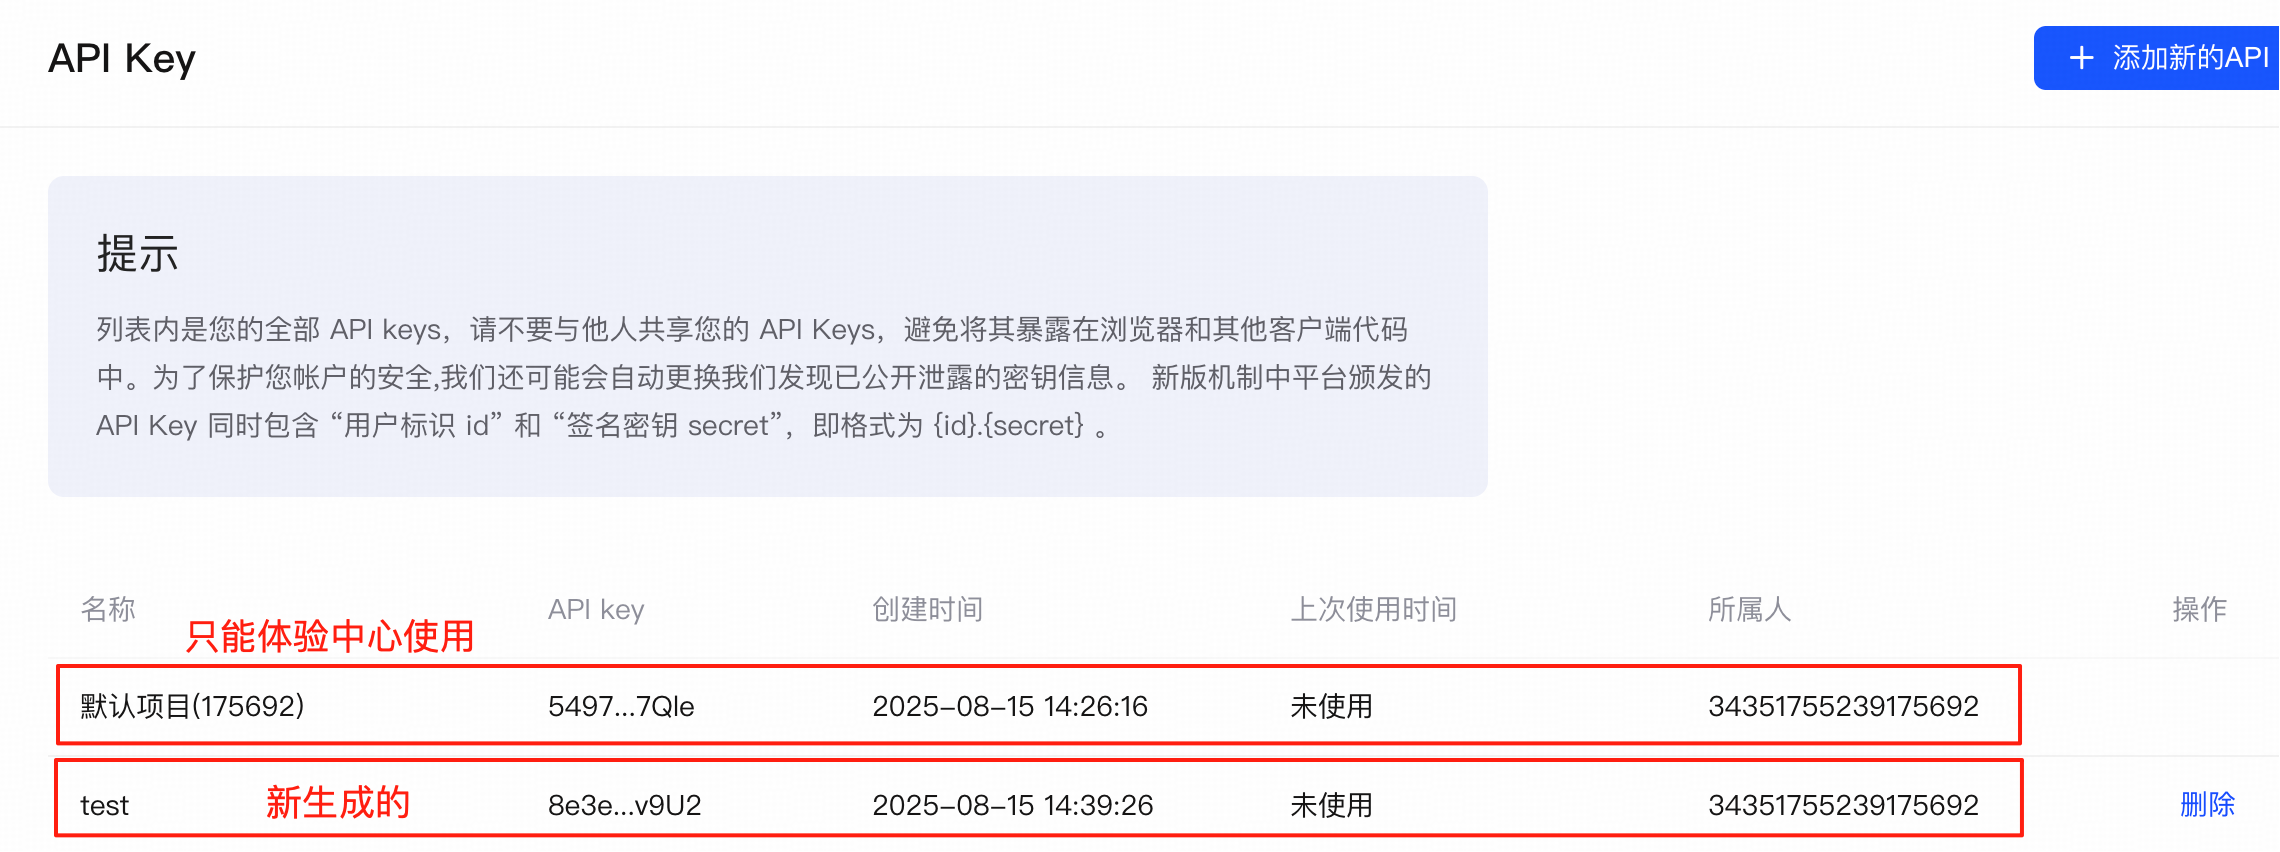 API Key
+ 添加新的API
提示
列表内是您的全部 API keys，请不要与他人共享您的 API Keys，避免将其暴露在浏览器和其他客户端代码
中。为了保护您帐户的安全,我们还可能会自动更换我们发现已公开泄露的密钥信息。 新版机制中平台颁发的
API Key 同时包含 “用户标识 id” 和 “签名密钥 secret”，即格式为 {id}.{secret} 。
名称 API key 创建时间 上次使用时间 所属人 操作
只能体验中心使用
默认项目(175692) 5497...7Qle 2025-08-15 14:26:16 未使用 34351755239175692
test 新生成的 8e3e...v9U2 2025-08-15 14:39:26 未使用 34351755239175692 删除